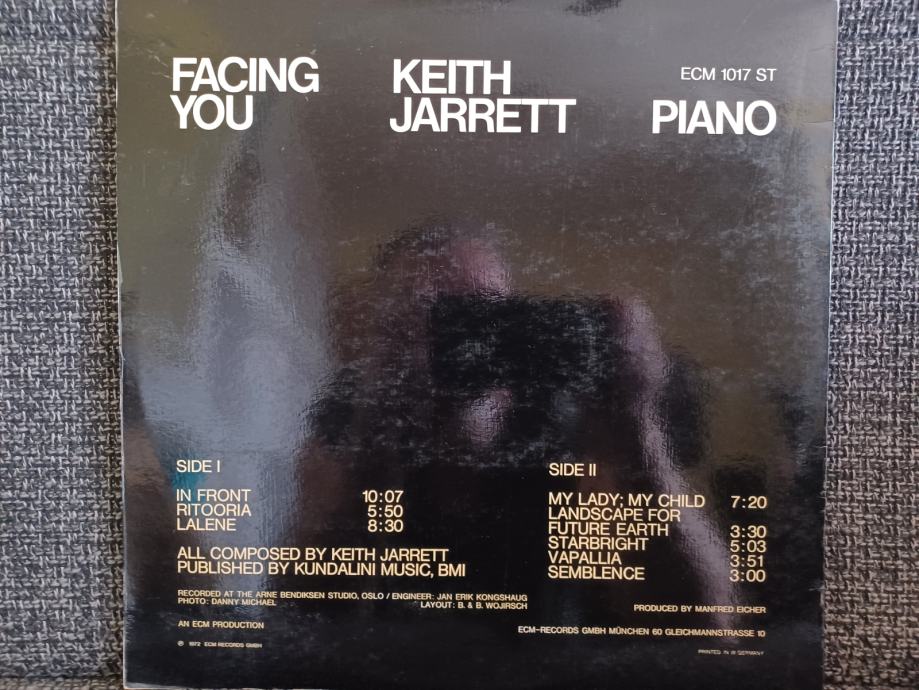 FACING YOU
KEITH JARRETT
ECM 1017 ST
PIANO
SIDE I
IN FRONT 10:07
RITOORIA 5:50
LALENE 8:30
ALL COMPOSED BY KEITH JARRETT
PUBLISHED BY KUNDALINI MUSIC, BMI
RECORDED AT THE ARNE BENDIKSEN STUDIO, OSLO / ENGINEER: JAN ERIK KONGSHAUG
PHOTO: DANNY MICHAEL LAYOUT: B. & B. WOJIRSCH
AN ECM PRODUCTION
℗ 1972 ECM RECORDS GMBH
SIDE II
MY LADY; MY CHILD 7:20
LANDSCAPE FOR
FUTURE EARTH 3:30
STARBRIGHT 5:03
VAPALLIA 3:51
SEMBLENCE 3:00
PRODUCED BY MANFRED EICHER
ECM-RECORDS GMBH MÜNCHEN 60 GLEICHMANNSTRASSE 10
PRINTED IN W GERMANY